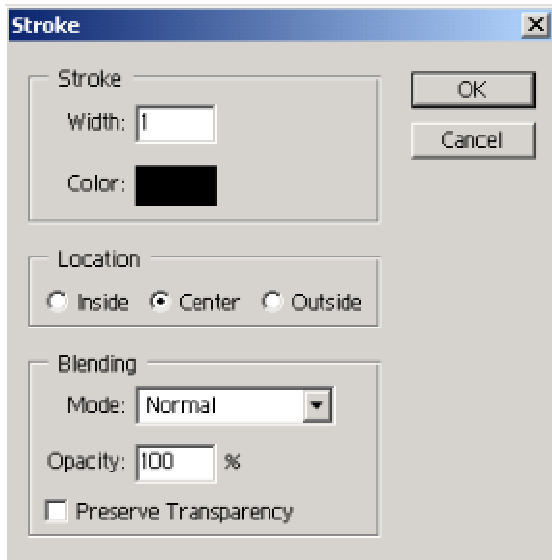 Stroke
Stroke
Width: 1
Color:
OK
Cancel
Location
Inside Center Outside
Blending
Mode: Normal
Opacity: 100 %
Preserve Transparency